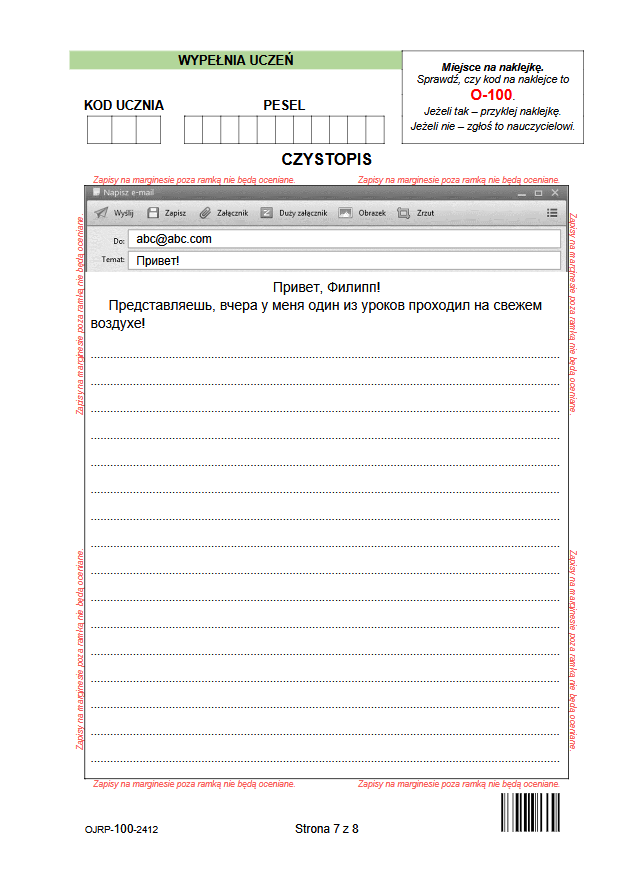 WYPEŁNIA UCZEŃ
Miejsce na naklejkę.
Sprawdź, czy kod na naklejce to
O-100.
Jeżeli tak – przyklej naklejkę.
Jeżeli nie – zgłoś to nauczycielowi.
KOD UCZNIA PESEL
CZYSTOPIS
Zapisy na marginesie poza ramką nie będą oceniane. Zapisy na marginesie poza ramką nie będą oceniane.
Napisz e-mail
Wyślij Zapisz Załącznik Duży załącznik Obrazek Zrzut
Do: abc@abc.com
Temat: Привет!
Привет, Филипп!
Представляешь, вчера у меня один из уроков проходил на свежем
воздухе!
Zapisy na marginesie poza ramką nie będą oceniane.
Zapisy na marginesie poza ramką nie będą oceniane.
Zapisy na marginesie poza ramką nie będą oceniane.
Zapisy na marginesie poza ramką nie będą oceniane.
Zapisy na marginesie poza ramką nie będą oceniane. Zapisy na marginesie poza ramką nie będą oceniane.
OJRP-100-2412 Strona 7 z 8